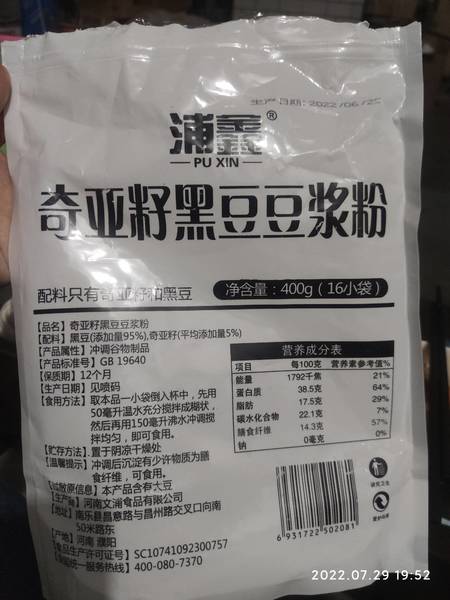 生产日期:2022/06/25
浦鑫®
PU XIN
奇亚籽黑豆豆浆粉
配料只有奇亚籽和黑豆
净含量:400g(16小袋)
【品名】奇亚籽黑豆豆浆粉
【配料】黑豆(添加量95%),奇亚籽(平均添加量5%)
【产品属性】冲调谷物制品
【产品标准号】GB 19640
【保质期】12个月
【生产日期】见喷码
【食用方法】取本品一小袋倒入杯中,先用
50毫升温水充分搅拌成糊状,
然后再用150毫升沸水冲调搅
拌均匀,即可食用。
【贮存方法】置于阴凉干燥处
【温馨提示】冲调后沉淀有少许物质为膳
食纤维,可食用。
【过敏原信息】本产品含有大豆
【生产商】河南文浦食品有限公司
【地址】南乐县昌意路与昌州路交叉口向南
50米路东
【产地】河南 濮阳
【食品生产许可证号】SC10741092300757
【全国统一服务热线】400-080-7370
营养成分表
项目 每100克 营养素参考值%
能量 1792千焦 21%
蛋白质 38.5克 64%
脂肪 17.5克 29%
碳水化合物 22.1克 7%
膳食纤维 14.3克 57%
钠 0毫克 0%
6931722502081
2022.07.29 19:52